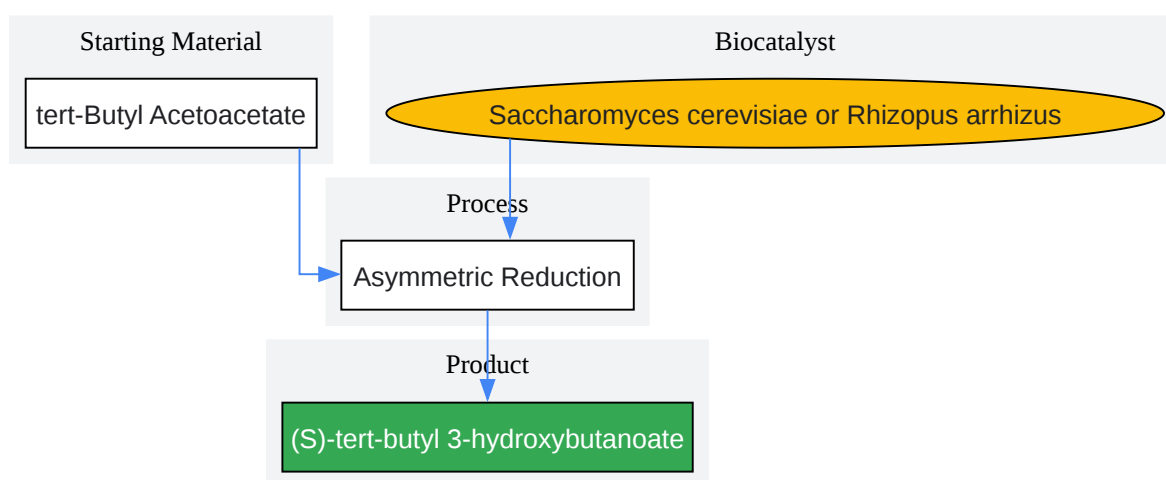 Starting Material
Biocatalyst
tert-Butyl Acetoacetate
Saccharomyces cerevisiae or Rhizopus arrhizus
Process
Asymmetric Reduction
Product
(S)-tert-butyl 3-hydroxybutanoate